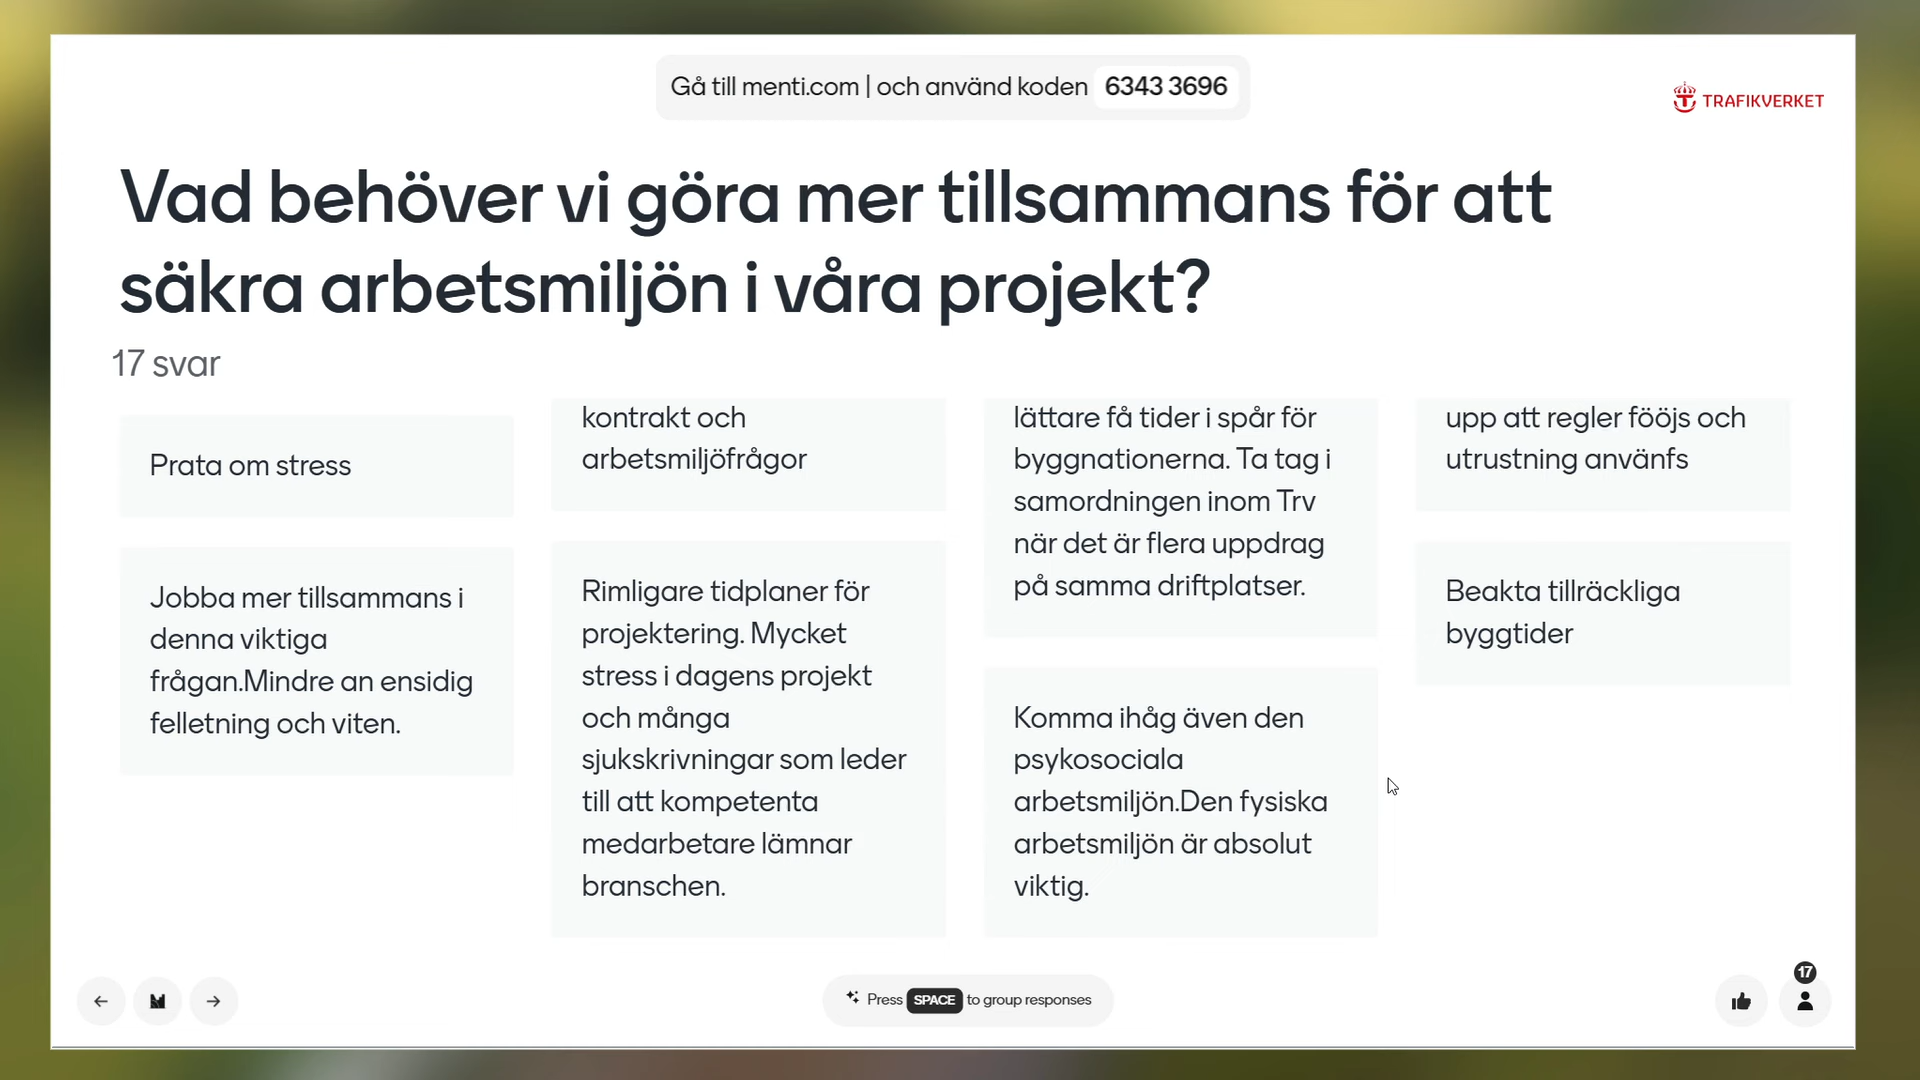 Gå till menti.com | och använd koden 6343 3696
TRAFIKVERKET
Vad behöver vi göra mer tillsammans för att
säkra arbetsmiljön i våra projekt?
17 svar
Prata om stress
Jobba mer tillsammans i
denna viktiga
frågan.Mindre an ensidig
felletning och viten.
kontrakt och
arbetsmiljöfrågor
Rimligare tidplaner för
projektering. Mycket
stress i dagens projekt
och många
sjukskrivningar som leder
till att kompetenta
medarbetare lämnar
branschen.
lättare få tider i spår för
byggnationerna. Ta tag i
samordningen inom Trv
när det är flera uppdrag
på samma driftplatser.
Komma ihåg även den
psykosociala
arbetsmiljön.Den fysiska
arbetsmiljön är absolut
viktig.
upp att regler fööjs och
utrustning använfs
Beakta tillräckliga
byggtider
Press SPACE to group responses
17